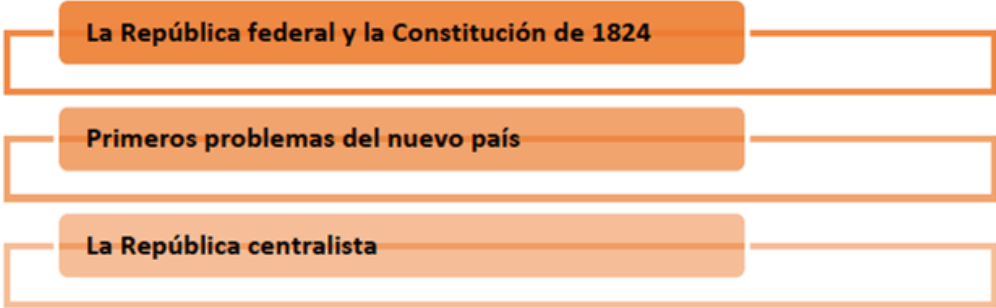 La República federal y la Constitución de 1824
Primeros problemas del nuevo país
La República centralista